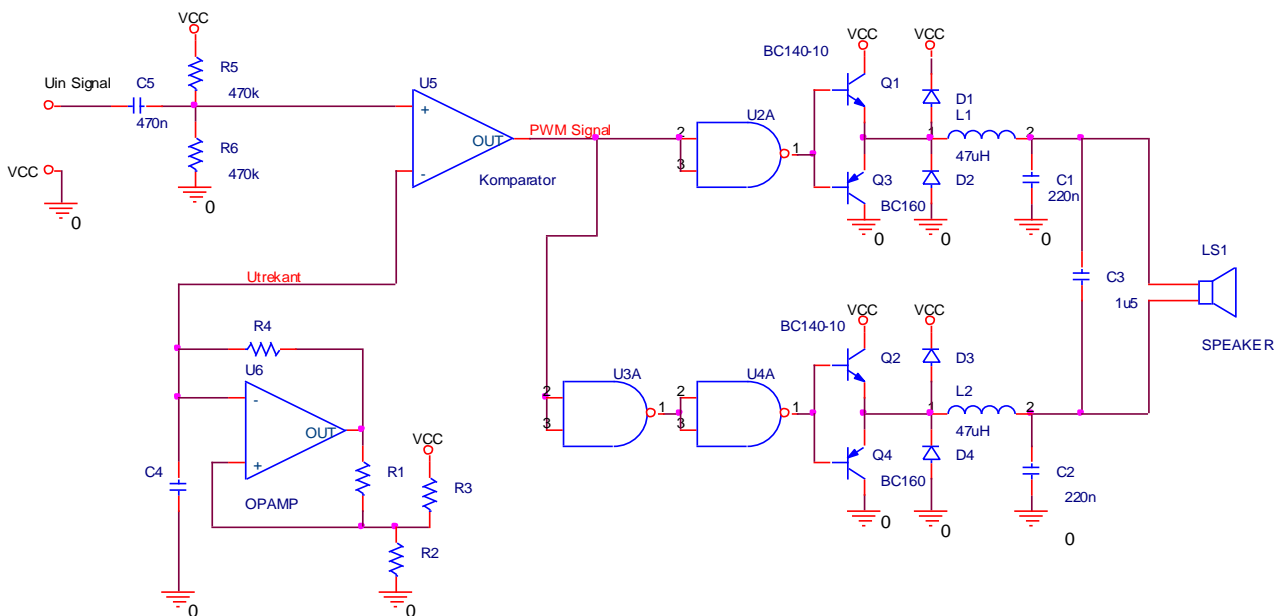 VCC
VCC
VCC
BC140-10
Uin Signal
C5
R5
470k
U5
Q1
D1
470n
+
U2A
L1
R6
PWM Signal
2
1
1
2
OUT
3
47uH
C1
470k
-
Komparator
Q3
D2
220n
VCC
BC160
0
0
0
0
0
LS1
Utrekant
C3
1u5
VCC
VCC
BC140-10
SPEAKER
R4
U6
U3A
U4A
Q2
D3
2
1
2
1
L2
-
3
3
1
2
OUT
VCC
47uH
+
Q4
D4
C4
R1
R3
BC160
C2
OPAMP
220n
0
0
0
R2
0
0